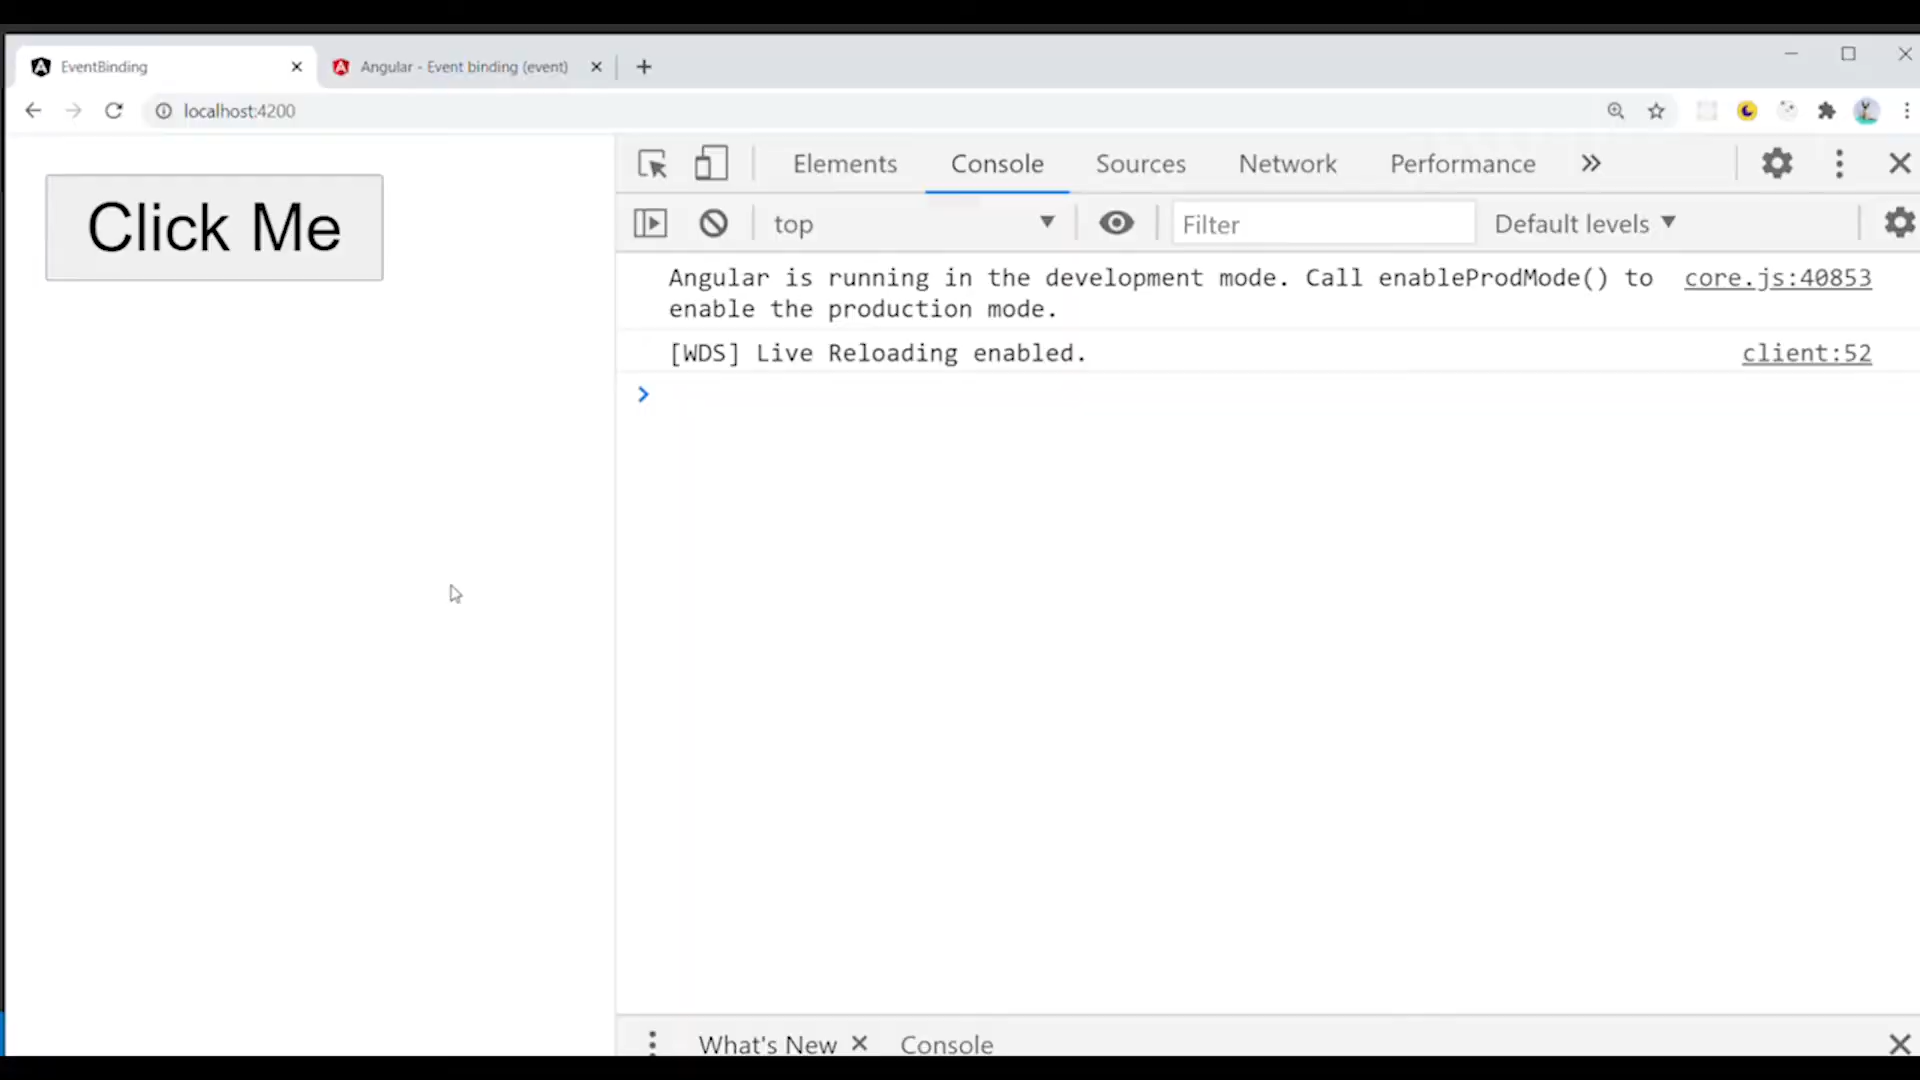 EventBinding
Angular - Event binding (event)
localhost:4200
Click Me
Elements Console Sources Network Performance
top Filter Default levels
Angular is running in the development mode. Call enableProdMode() to core.js:40853
enable the production mode.
[WDS] Live Reloading enabled. client:52
What's New Console